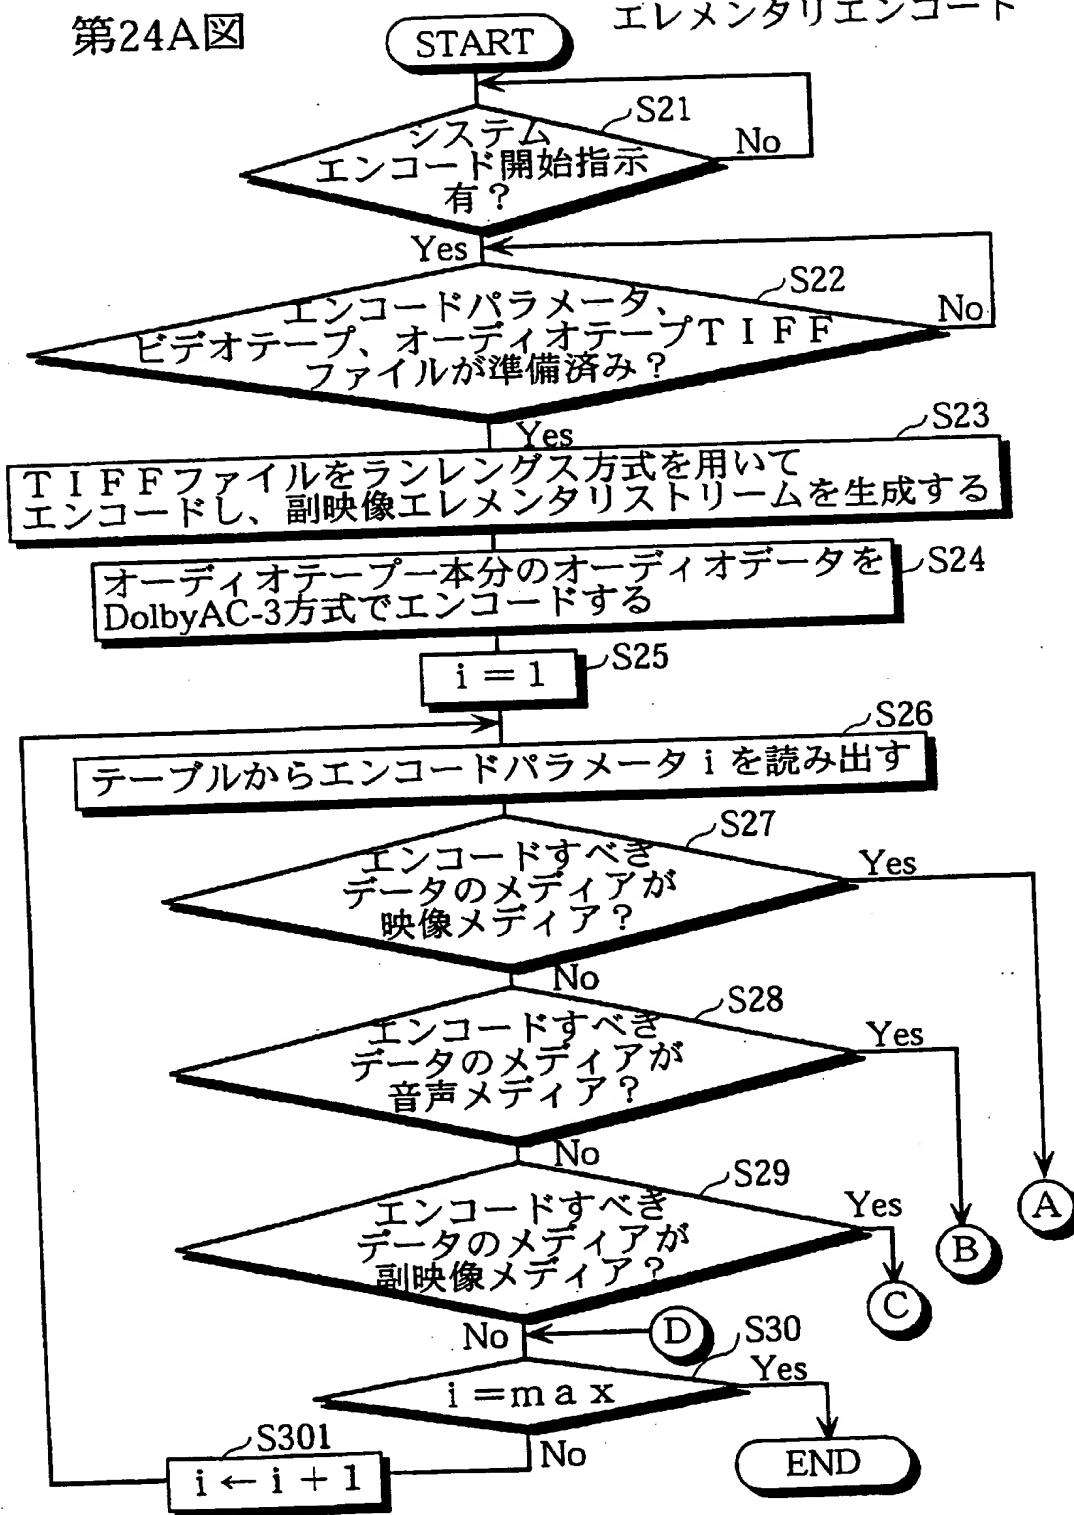 第24A図
エレメンタリエンコード
START
S21
システム
エンコード開始指示
有？
No
Yes
S22
エンコードパラメータ、
ビデオテープ、オーディオテープＴＩＦＦ
ファイルが準備済み？
No
Yes
S23
ＴＩＦＦファイルをランレングス方式を用いて
エンコードし、副映像エレメンタリストリームを生成する
S24
オーディオテープ一本分のオーディオデータを
DolbyAC-3方式でエンコードする
S25
i = 1
S26
テーブルからエンコードパラメータ i を読み出す
S27
エンコードすべき
データのメディアが
映像メディア？
Yes
No
S28
エンコードすべき
データのメディアが
音声メディア？
Yes
No
S29
エンコードすべき
データのメディアが
副映像メディア？
Yes
A
B
C
No
D
S30
i =ｍａｘ
Yes
S301
No
i ← i + 1
END